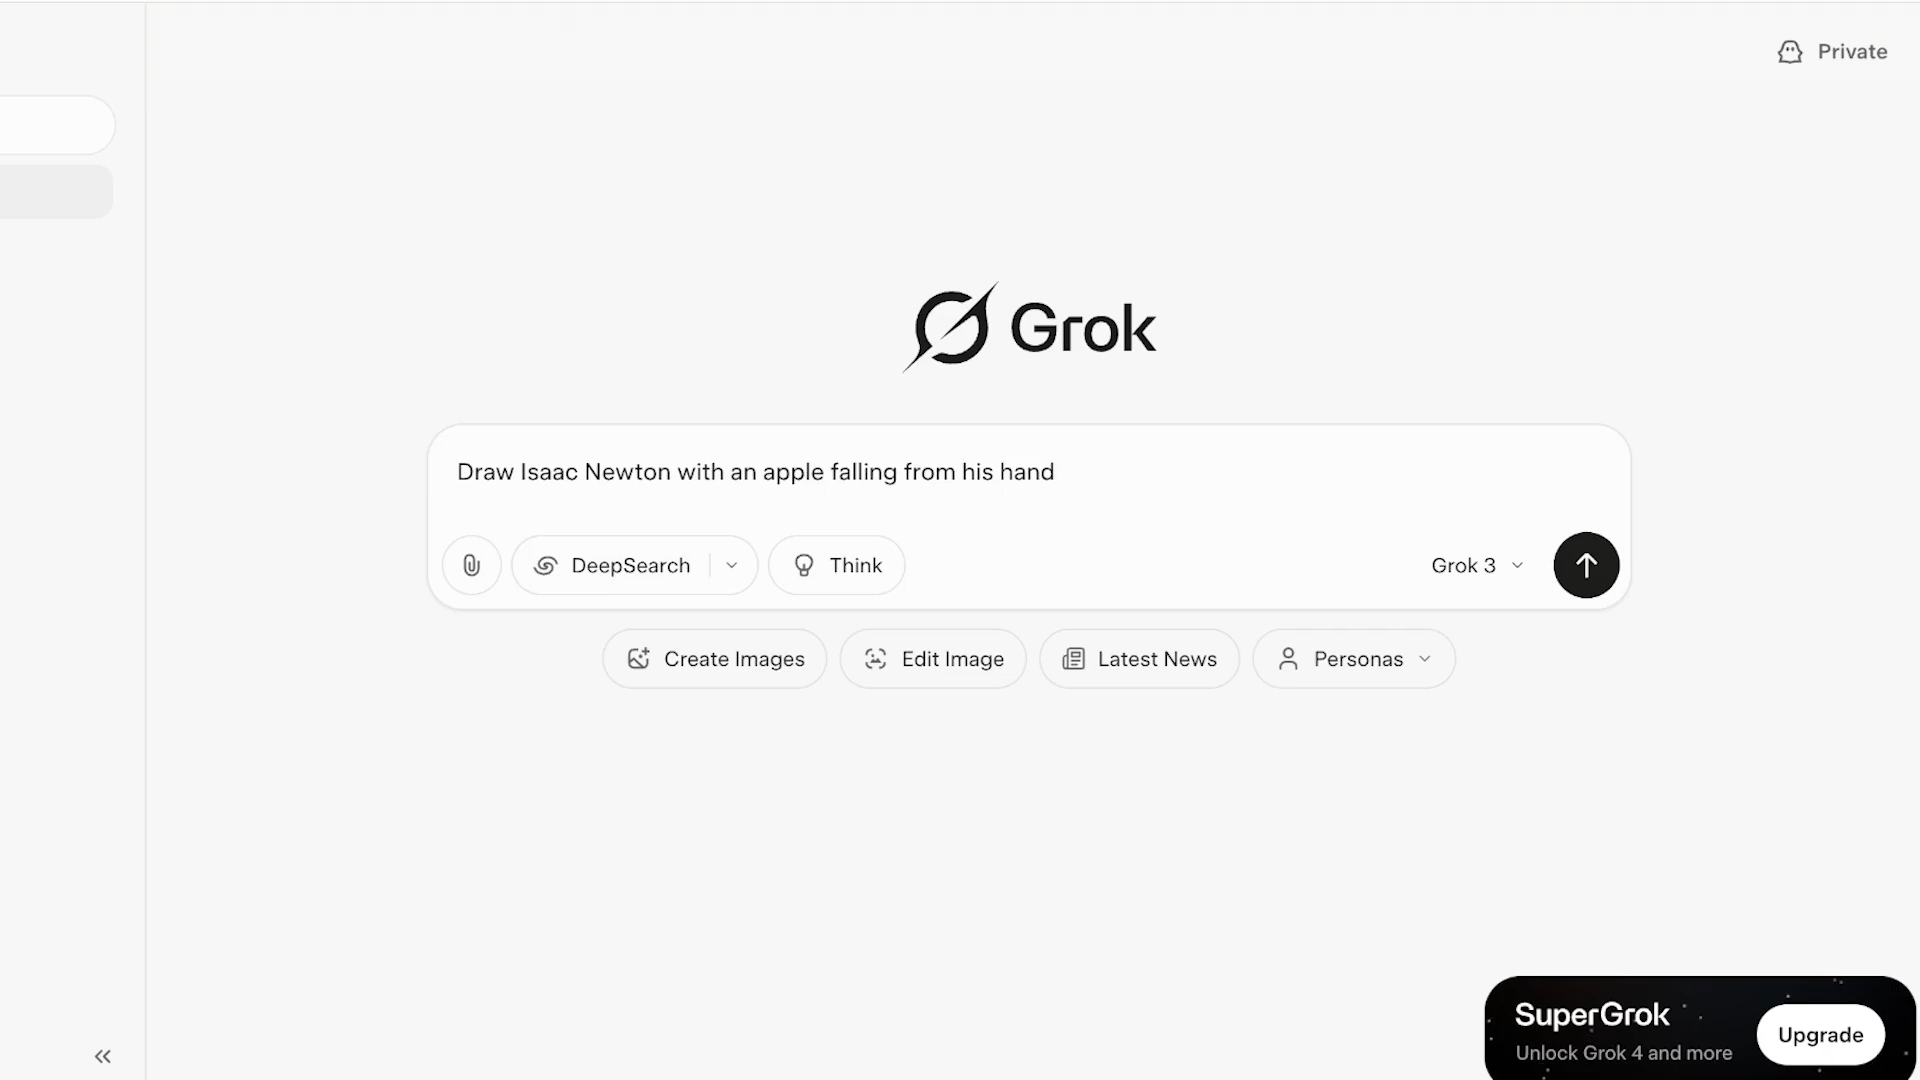 Private
Grok
Draw Isaac Newton with an apple falling from his hand
DeepSearch
Think
Grok 3
Create Images
Edit Image
Latest News
Personas
SuperGrok
Unlock Grok 4 and more
Upgrade